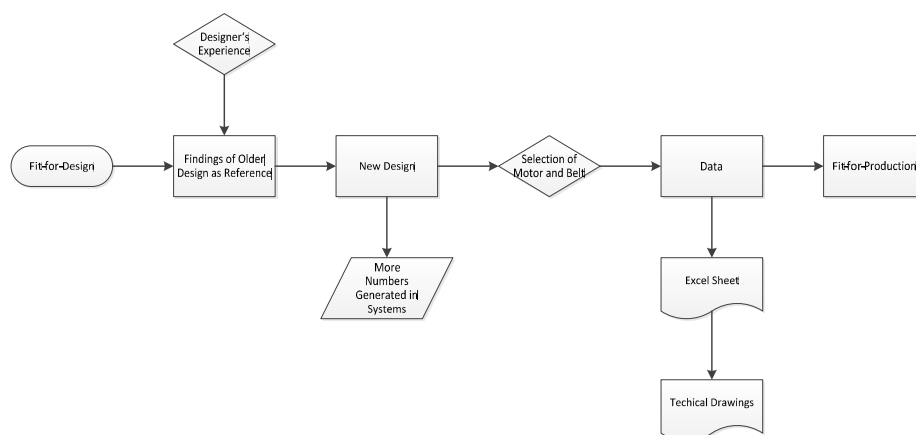 Designer's
Experience
Fit-for-Design
Findings of Older
Design as Reference
New Design
Selection of
Motor and Belt
Data
Fit-for-Production
More
Numbers
Generated in
Systems
Excel Sheet
Techical Drawings